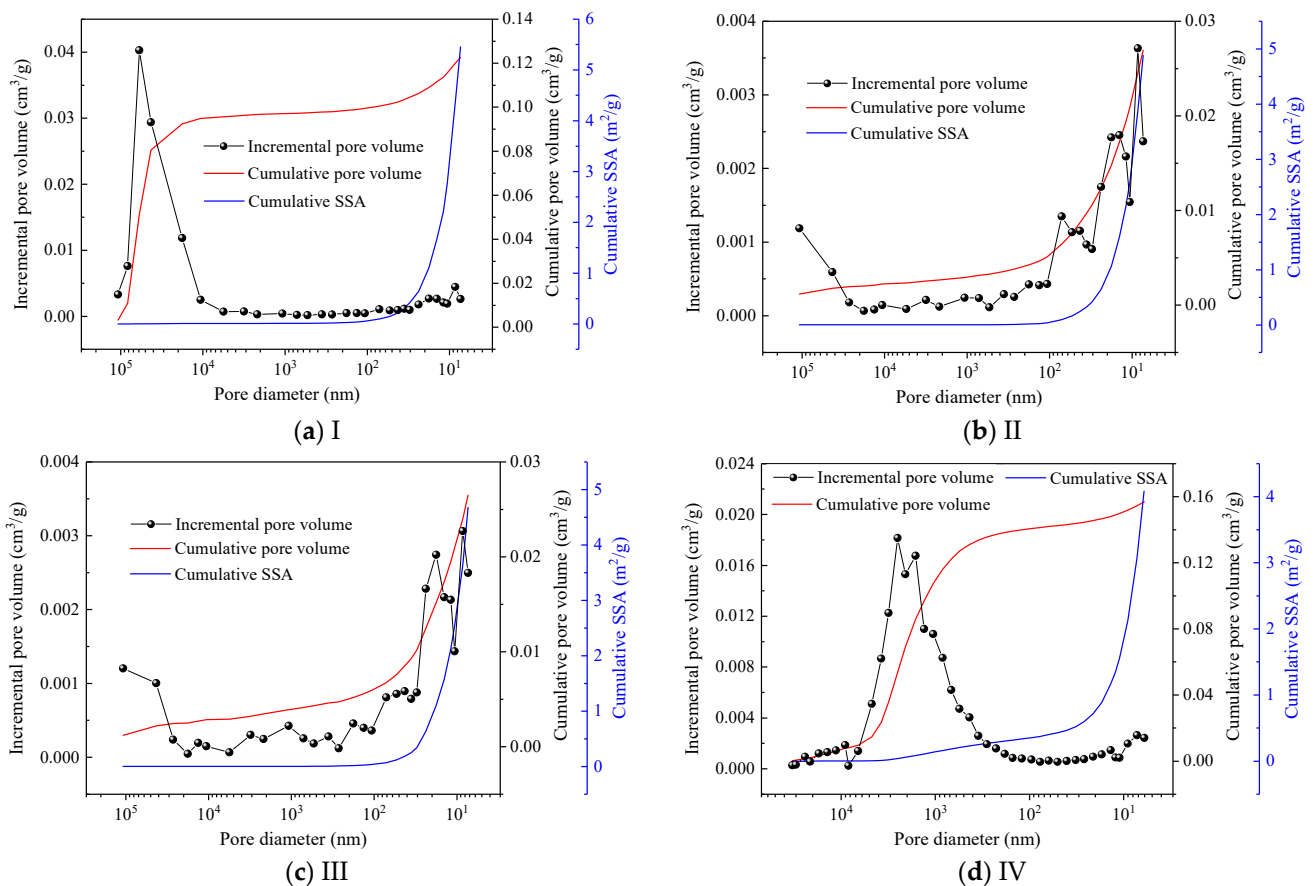 0.04
0.03
0.02
0.01
0.00
Incremental pore volume (cm³/g)
Incremental pore volume
Cumulative pore volume
Cumulative SSA
0.14
0.12
0.10
0.08
0.06
0.04
0.02
0.00
Cumulative pore volume (cm³/g)
6
5
4
3
2
1
0
Cumulative SSA (m²/g)
10⁵ 10⁴ 10³ 10² 10¹
Pore diameter (nm)
(a) I
0.004
0.003
0.002
0.001
0.000
Incremental pore volume (cm³/g)
Incremental pore volume
Cumulative pore volume
Cumulative SSA
0.03
0.02
0.01
0.00
Cumulative pore volume (cm³/g)
5
4
3
2
1
0
Cumulative SSA (m²/g)
10⁵ 10⁴ 10³ 10² 10¹
Pore diameter (nm)
(b) II
0.004
0.003
0.002
0.001
0.000
Incremental pore volume (cm³/g)
Incremental pore volume
Cumulative pore volume
Cumulative SSA
0.03
0.02
0.01
0.00
Cumulative pore volume (cm³/g)
5
4
3
2
1
0
Cumulative SSA (m²/g)
10⁵ 10⁴ 10³ 10² 10¹
Pore diameter (nm)
(c) III
0.024
0.020
0.016
0.012
0.008
0.004
0.000
Incremental pore volume (cm³/g)
Incremental pore volume
Cumulative SSA
Cumulative pore volume
0.16
0.12
0.08
0.04
0.00
Cumulative pore volume (cm³/g)
4
3
2
1
0
Cumulative SSA (m²/g)
10⁴ 10³ 10² 10¹
Pore diameter (nm)
(d) IV